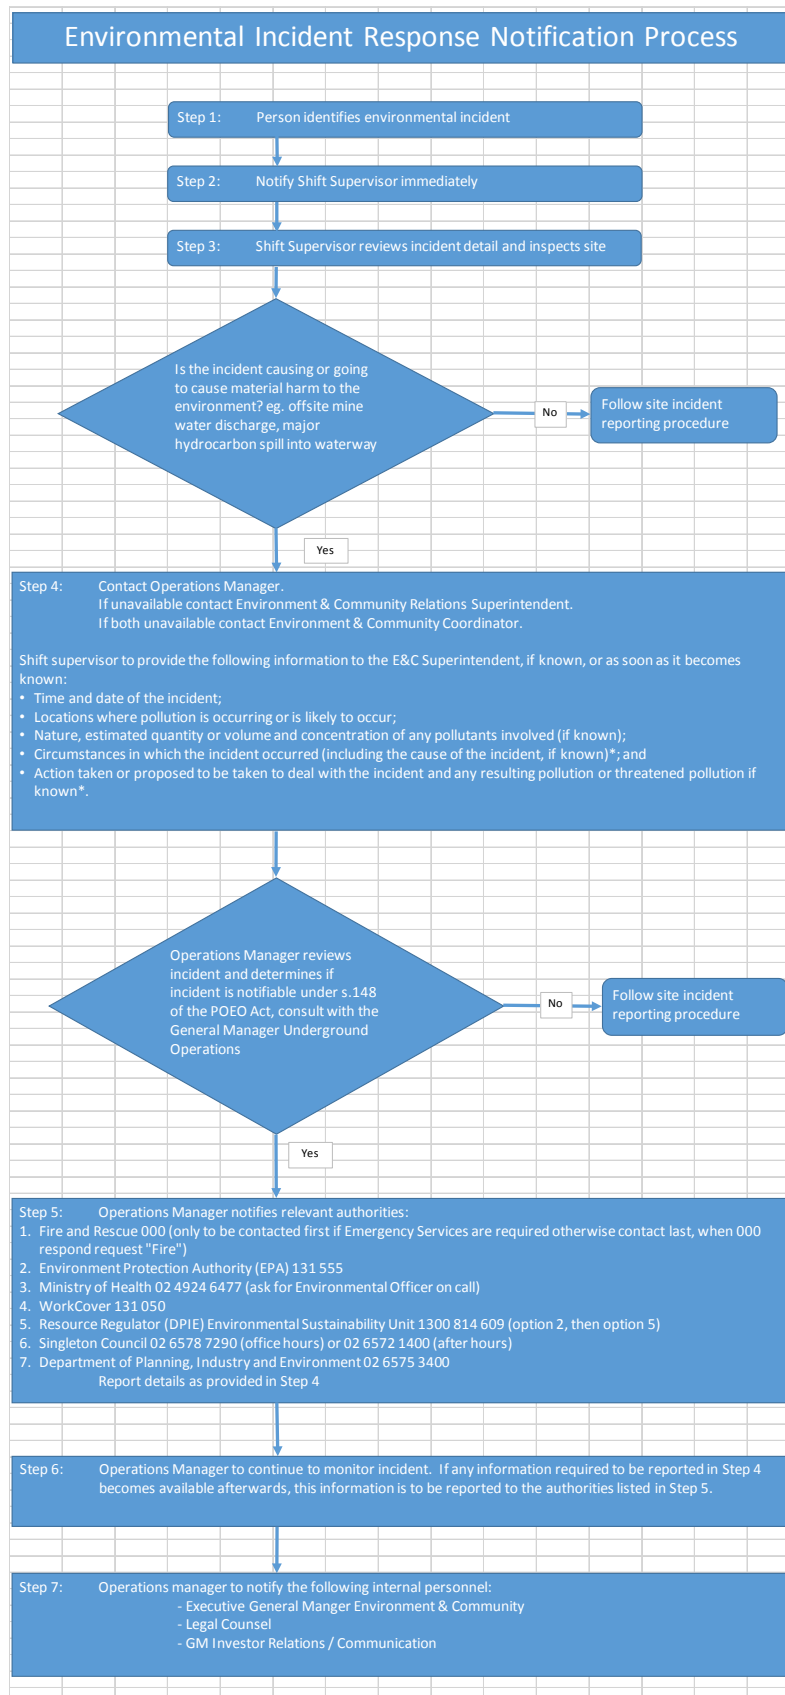 Environmental Incident Response Notification Process
Step 1: Person identifies environmental incident
Step 2: Notify Shift Supervisor immediately
Step 3: Shift Supervisor reviews incident detail and inspects site
Is the incident causing or going
to cause material harm to the
environment? eg. offsite mine
water discharge, major
hydrocarbon spill into waterway
No
Follow site incident
reporting procedure
Yes
Step 4: Contact Operations Manager.
If unavailable contact Environment & Community Relations Superintendent.
If both unavailable contact Environment & Community Coordinator.
Shift supervisor to provide the following information to the E&C Superintendent, if known, or as soon as it becomes
known:
• Time and date of the incident;
• Locations where pollution is occurring or is likely to occur;
• Nature, estimated quantity or volume and concentration of any pollutants involved (if known);
• Circumstances in which the incident occurred (including the cause of the incident, if known)*; and
• Action taken or proposed to be taken to deal with the incident and any resulting pollution or threatened pollution if
known*.
Operations Manager reviews
incident and determines if
incident is notifiable under s.148
of the POEO Act, consult with the
General Manager Underground
Operations
No
Follow site incident
reporting procedure
Yes
Step 5: Operations Manager notifies relevant authorities:
1. Fire and Rescue 000 (only to be contacted first if Emergency Services are required otherwise contact last, when 000
respond request "Fire")
2. Environment Protection Authority (EPA) 131 555
3. Ministry of Health 02 4924 6477 (ask for Environmental Officer on call)
4. WorkCover 131 050
5. Resource Regulator (DPIE) Environmental Sustainability Unit 1300 814 609 (option 2, then option 5)
6. Singleton Council 02 6578 7290 (office hours) or 02 6572 1400 (after hours)
7. Department of Planning, Industry and Environment 02 6575 3400
Report details as provided in Step 4
Step 6: Operations Manager to continue to monitor incident. If any information required to be reported in Step 4
becomes available afterwards, this information is to be reported to the authorities listed in Step 5.
Step 7: Operations manager to notify the following internal personnel:
- Executive General Manger Environment & Community
- Legal Counsel
- GM Investor Relations / Communication